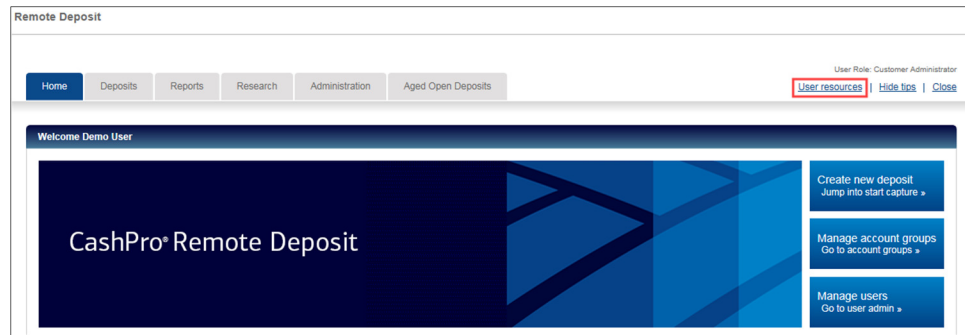 Remote Deposit
User Role: Customer Administrator
Home Deposits Reports Research Administration Aged Open Deposits
User resources | Hide tips | Close
Welcome Demo User
CashPro® Remote Deposit
Create new deposit
Jump into start capture »
Manage account groups
Go to account groups »
Manage users
Go to user admin »